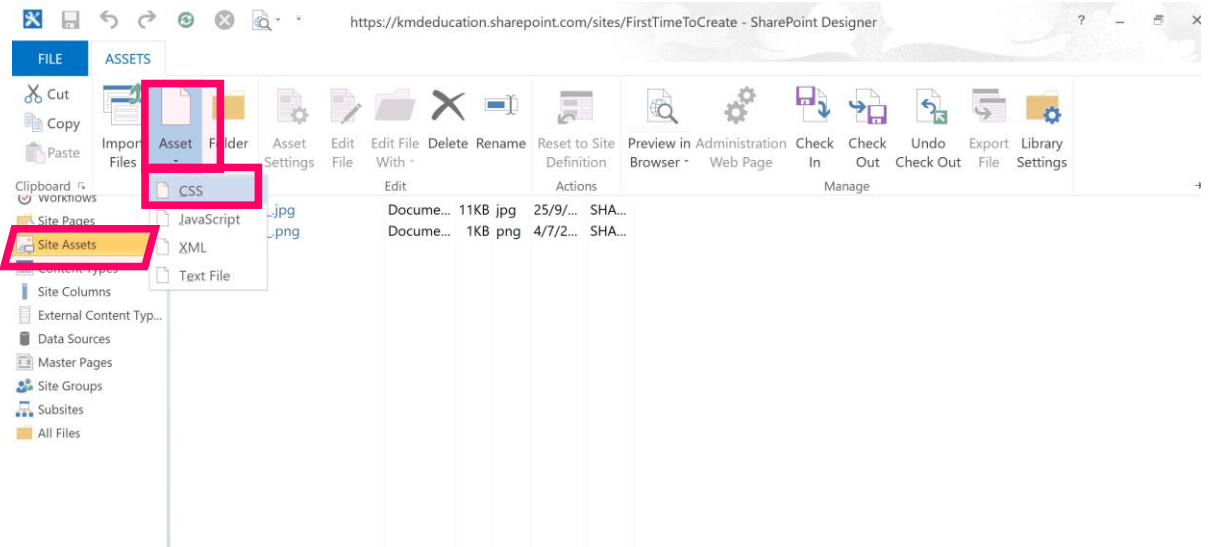 https://kmdeducation.sharepoint.com/sites/FirstTimeToCreate - SharePoint Designer
?
FILE
ASSETS
Cut
Copy
Paste
Import Files
Asset
Folder
Asset Settings
Edit File
Edit File With
Delete
Rename
Reset to Site Definition
Preview in Browser
Administration Web Page
Check In
Check Out
Undo Check Out
Export File
Library Settings
Clipboard
Edit
Actions
Manage
CSS
JavaScript
XML
Text File
Workflows
Site Pages
Site Assets
Content Types
Site Columns
External Content Typ...
Data Sources
Master Pages
Site Groups
Subsites
All Files
_.jpg Docume... 11KB jpg 25/9/... SHA...
_.png Docume... 1KB png 4/7/2... SHA...